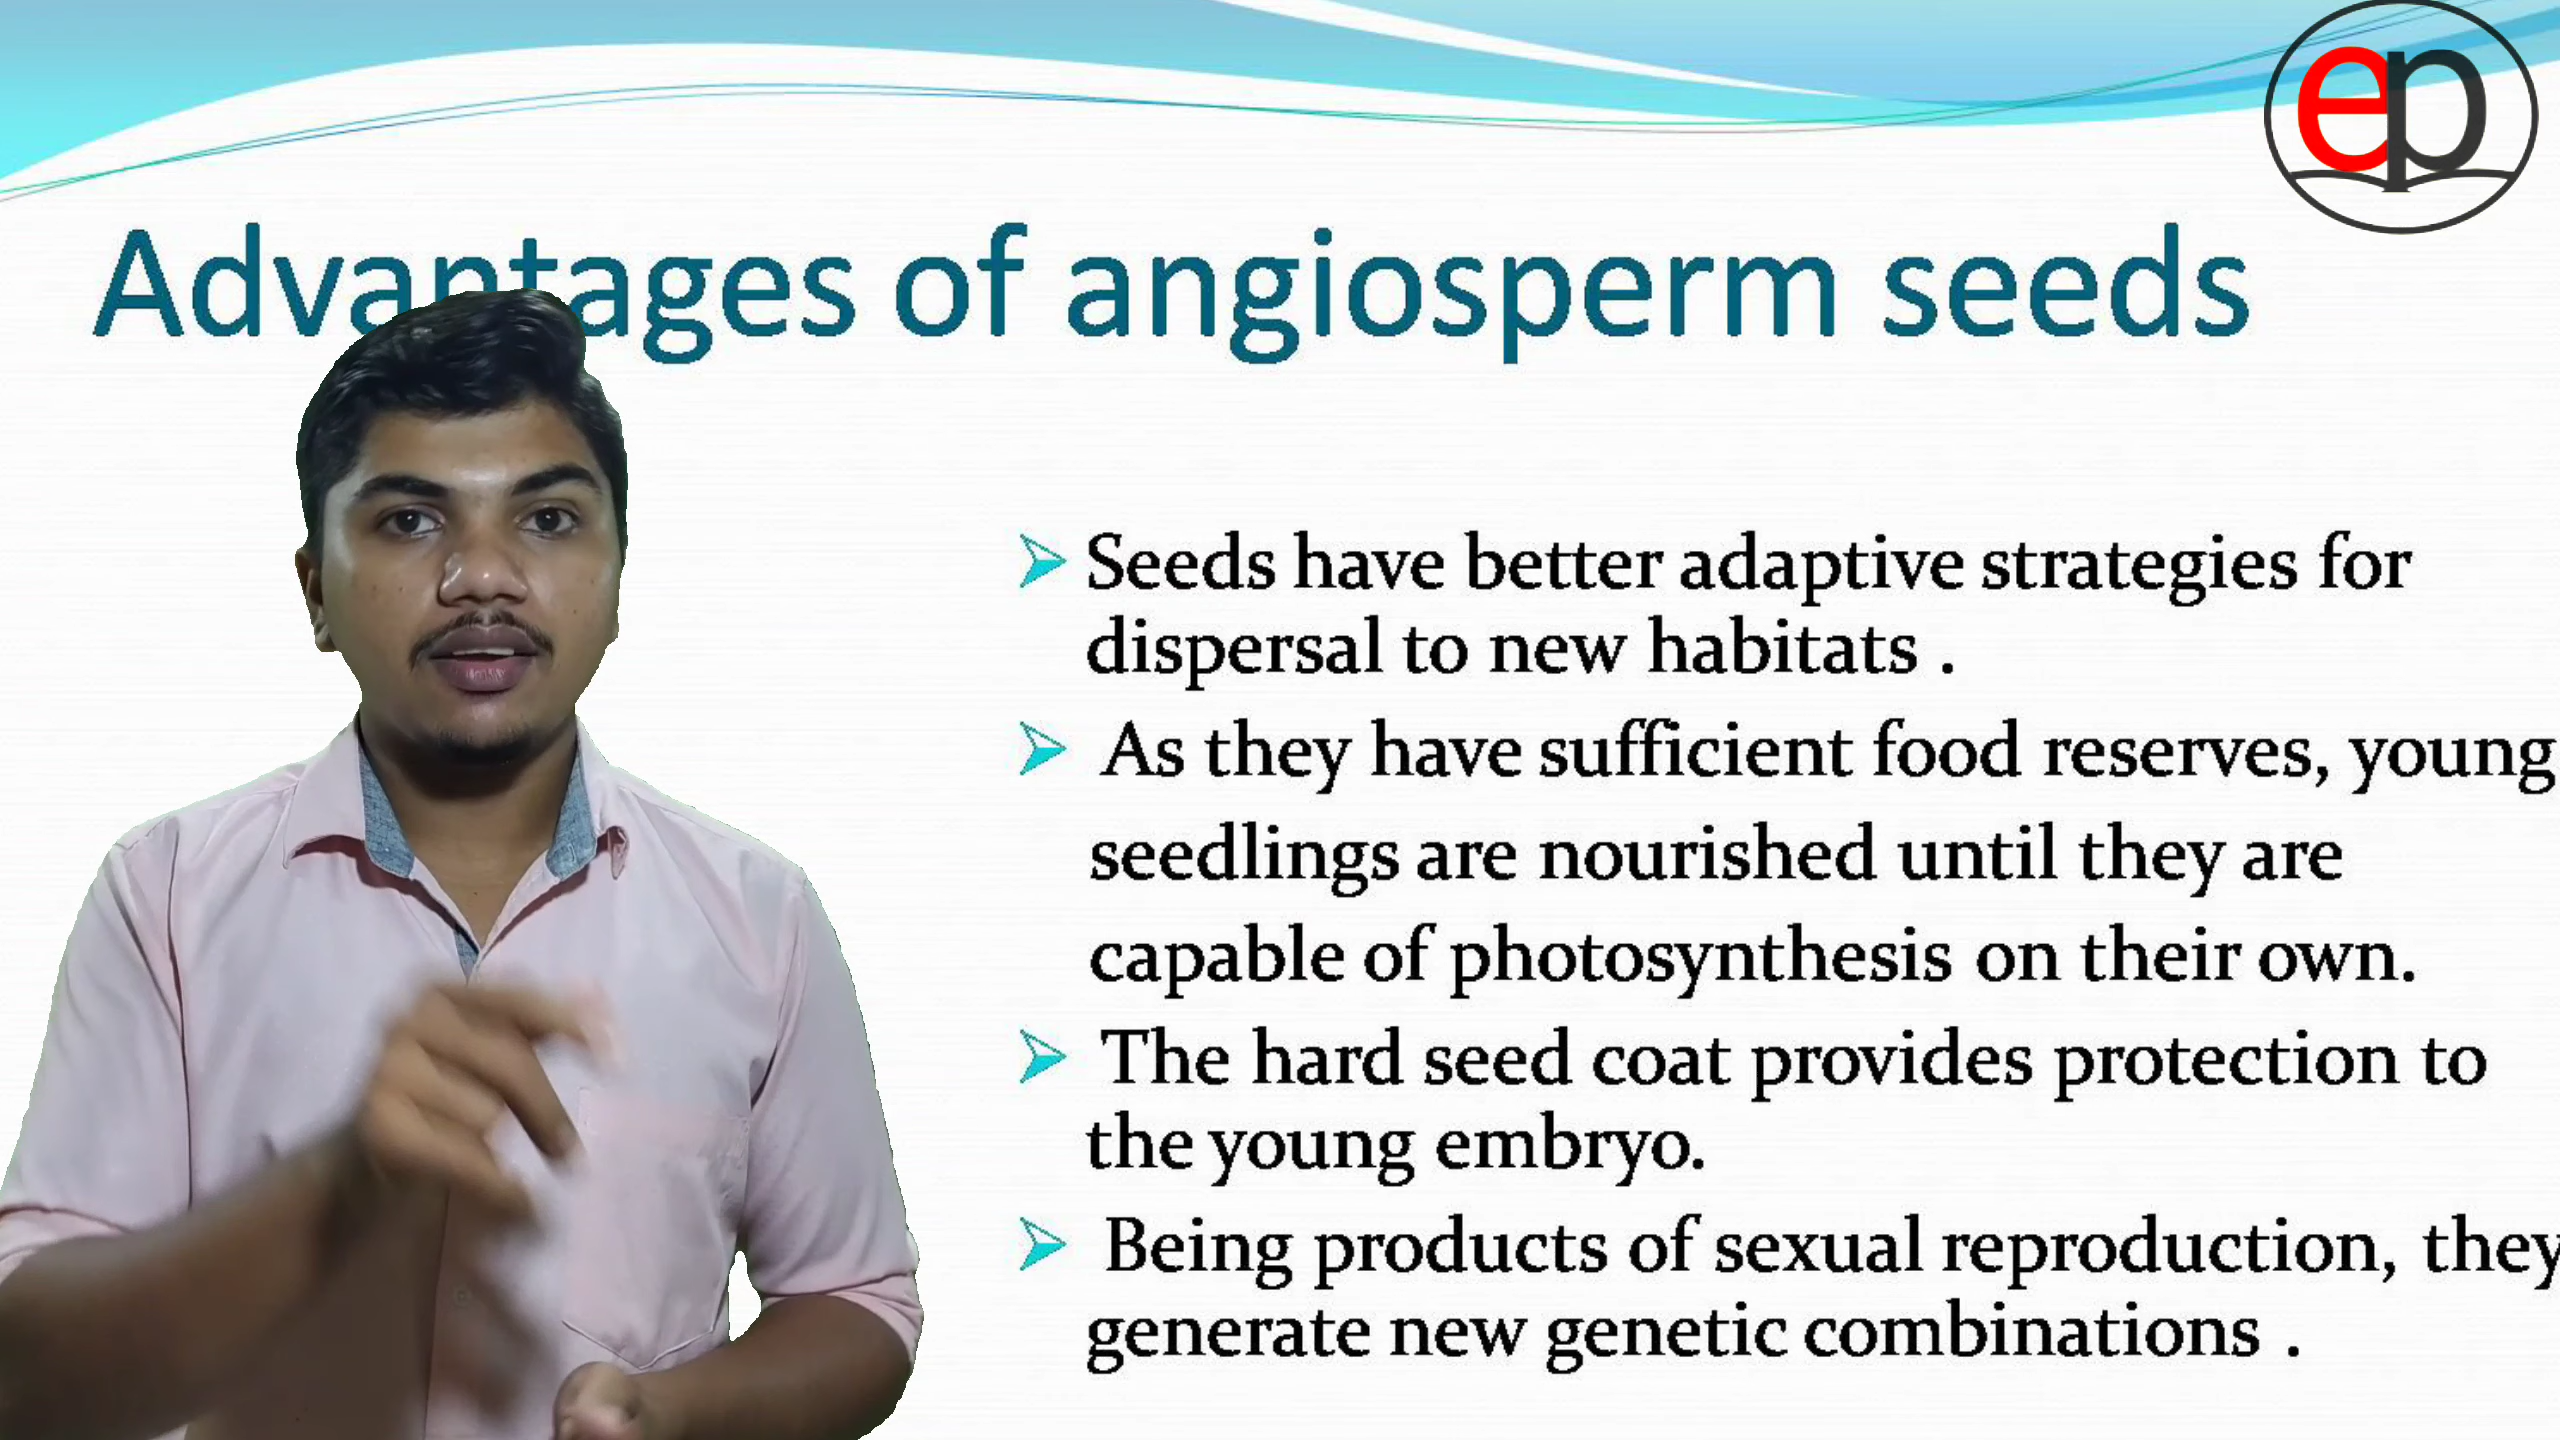 ep
Advantages of angiosperm seeds
➢ Seeds have better adaptive strategies for
dispersal to new habitats .
➢ As they have sufficient food reserves, young
seedlings are nourished until they are
capable of photosynthesis on their own.
➢ The hard seed coat provides protection to
the young embryo.
➢ Being products of sexual reproduction, they
generate new genetic combinations .